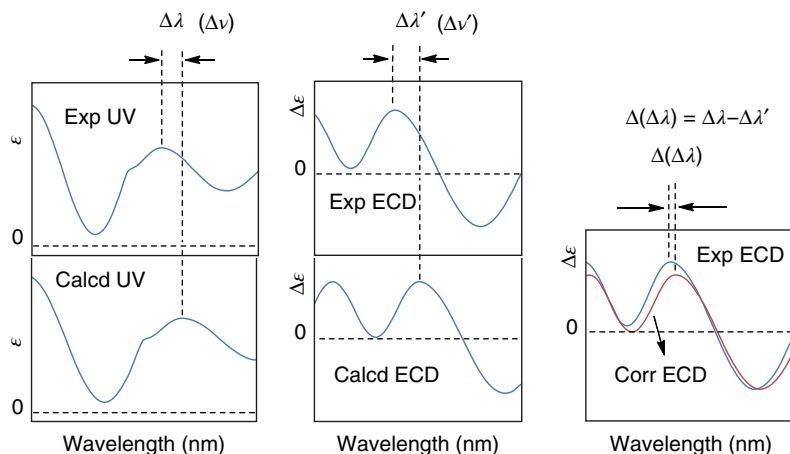 Δλ (Δν)
ε
Exp UV
0
ε
Calcd UV
0
Wavelength (nm)
Δλ′ (Δν′)
Δε
0
Exp ECD
Δε
0
Calcd ECD
Wavelength (nm)
Δ(Δλ) = Δλ–Δλ′
Δ(Δλ)
Δε
Exp ECD
0
Corr ECD
Wavelength (nm)